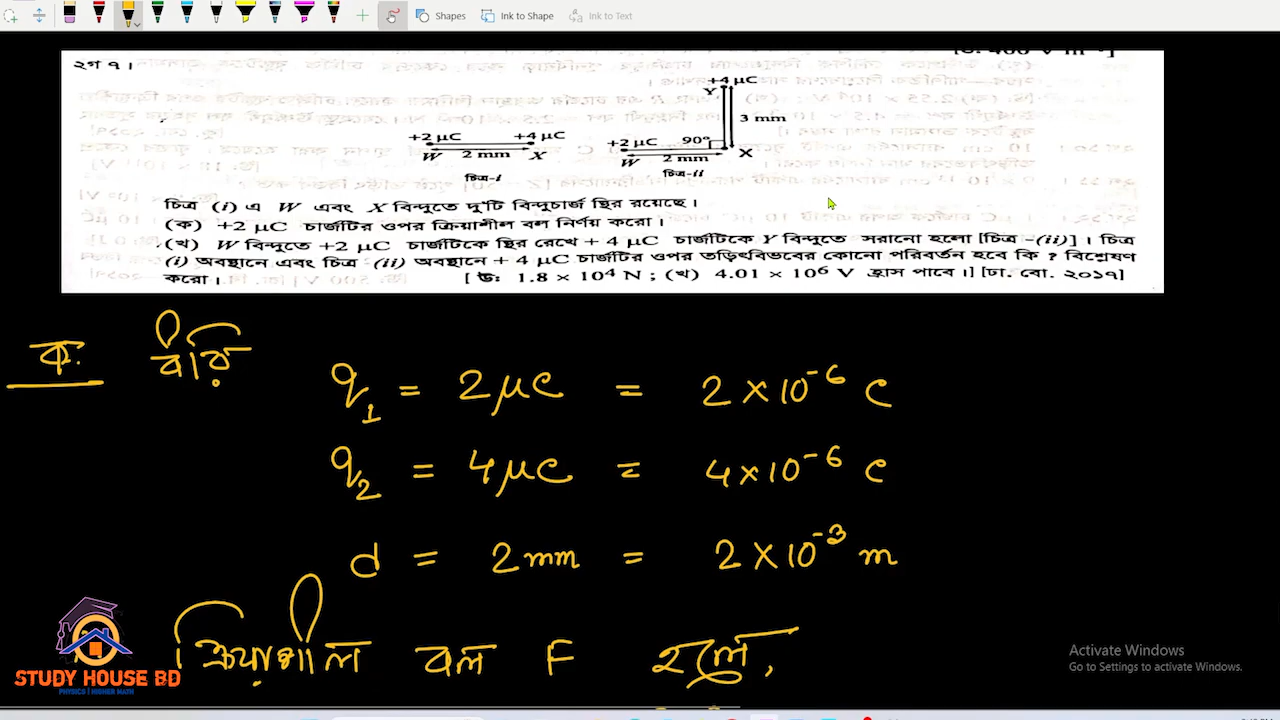 Shapes
Ink to Shape
Ink to Text
২গ ৭।
+2 μC +4 μC
W 2 mm X
চিত্র-i
+4 μC
Y
3 mm
+2 μC 90°
W 2 mm X
চিত্র-ii
চিত্র (i) এ W এবং X বিন্দুতে দু'টি বিন্দুচার্জ স্থির রয়েছে।
(ক) +2 μC চার্জটির ওপর ক্রিয়াশীল বল নির্ণয় করো।
(খ) W বিন্দুতে +2 μC চার্জটিকে স্থির রেখে + 4 μC চার্জটিকে Y বিন্দুতে সরানো হলো [চিত্র -(ii)]। চিত্র
(i) অবস্থানে এবং চিত্র (ii) অবস্থানে + 4 μC চার্জটির ওপর তড়িৎবিভবের কোনো পরিবর্তন হবে কি ? বিশ্লেষণ
করো। [ উঃ 1.8 × 10⁴ N ; (খ) 4.01 × 10⁶ V হ্রাস পাবে।] [ঢা. বো. ২০১৭]
ক. ধরি
q₁ = 2μC = 2×10⁻⁶ C
q₂ = 4μC = 4×10⁻⁶ C
d = 2mm = 2×10⁻³ m
ক্রিয়াশীল বল F হলে,
STUDY HOUSE BD
PHYSICS | HIGHER MATH
Activate Windows
Go to Settings to activate Windows.